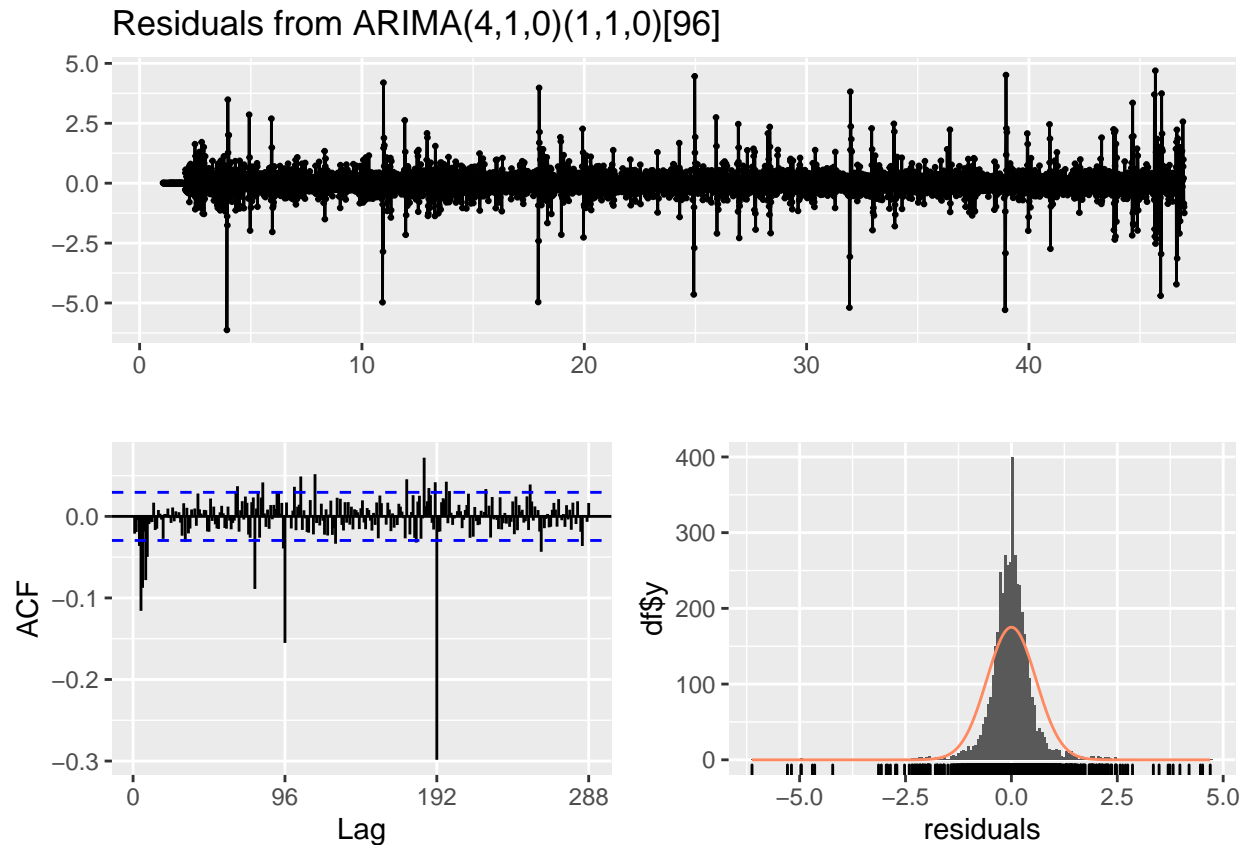 Residuals from ARIMA(4,1,0)(1,1,0)[96]
5.0
2.5
0.0
−2.5
−5.0
0 10 20 30 40
0.0
−0.1
−0.2
−0.3
ACF
0 96 192 288
Lag
400
300
200
100
0
df$y
−5.0 −2.5 0.0 2.5 5.0
residuals